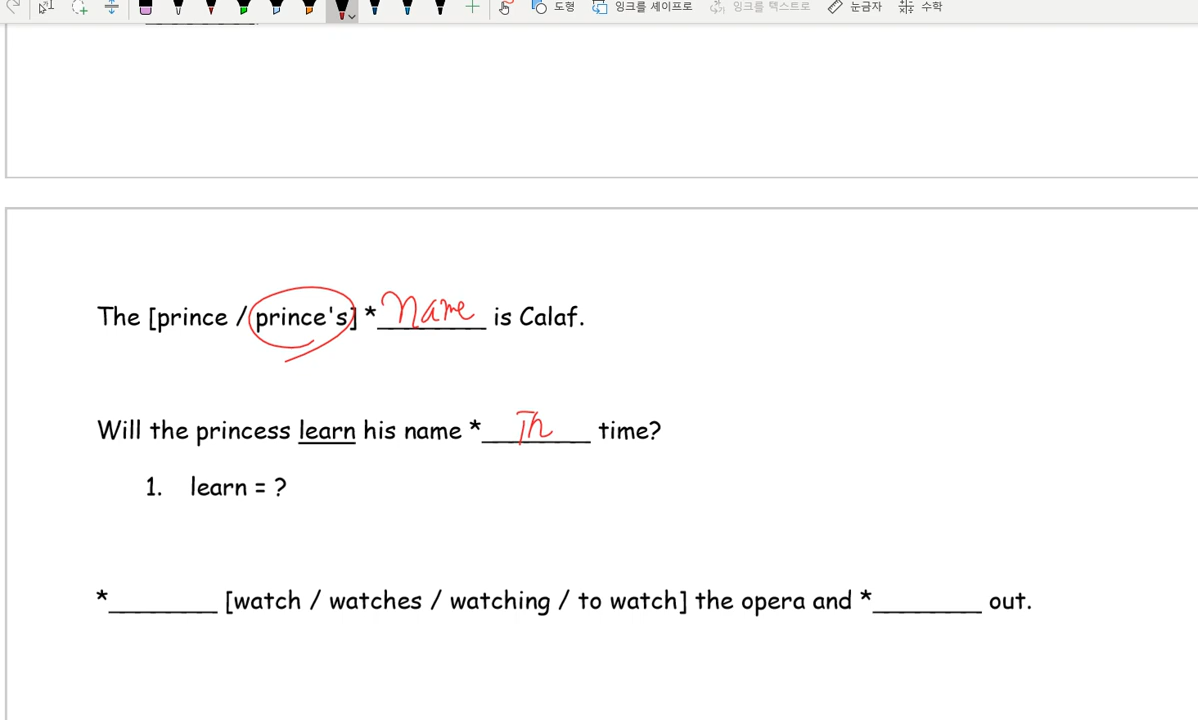 도형 잉크를 셰이프로 잉크를 텍스트로 눈금자 수학
The [prince / prince's] * name is Calaf.
Will the princess learn his name * in time?
1. learn = ?
*________ [watch / watches / watching / to watch] the opera and *________ out.